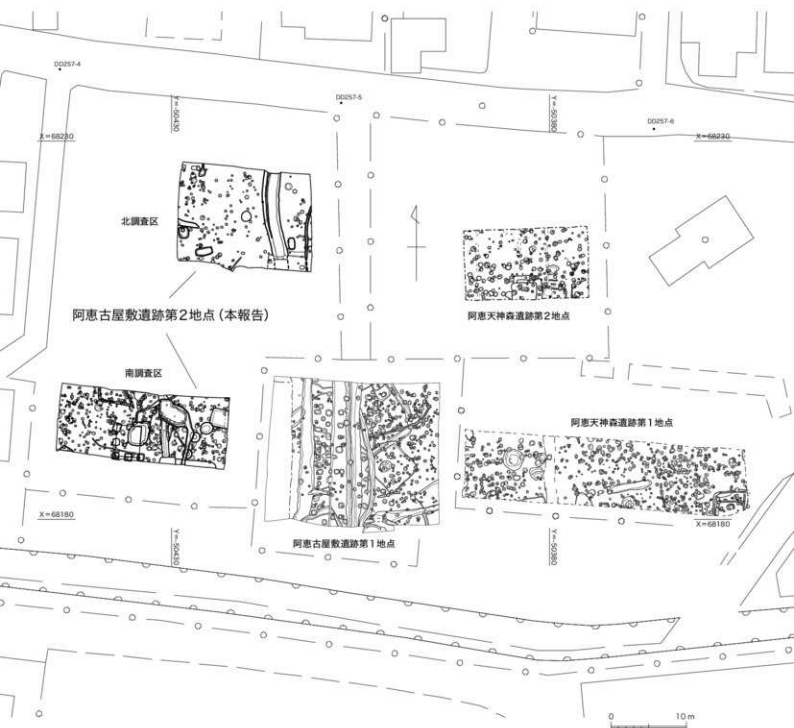 DD257-4
DD257-5
DD257-6
Y=-50430
Y=-50380
X=68230
X=68230
北調査区
阿恵古屋敷遺跡第2地点(本報告)
阿恵天神森遺跡第2地点
南調査区
阿恵天神森遺跡第1地点
X=68180
X=68180
阿恵古屋敷遺跡第1地点
Y=-50430
Y=-50380
0 10m